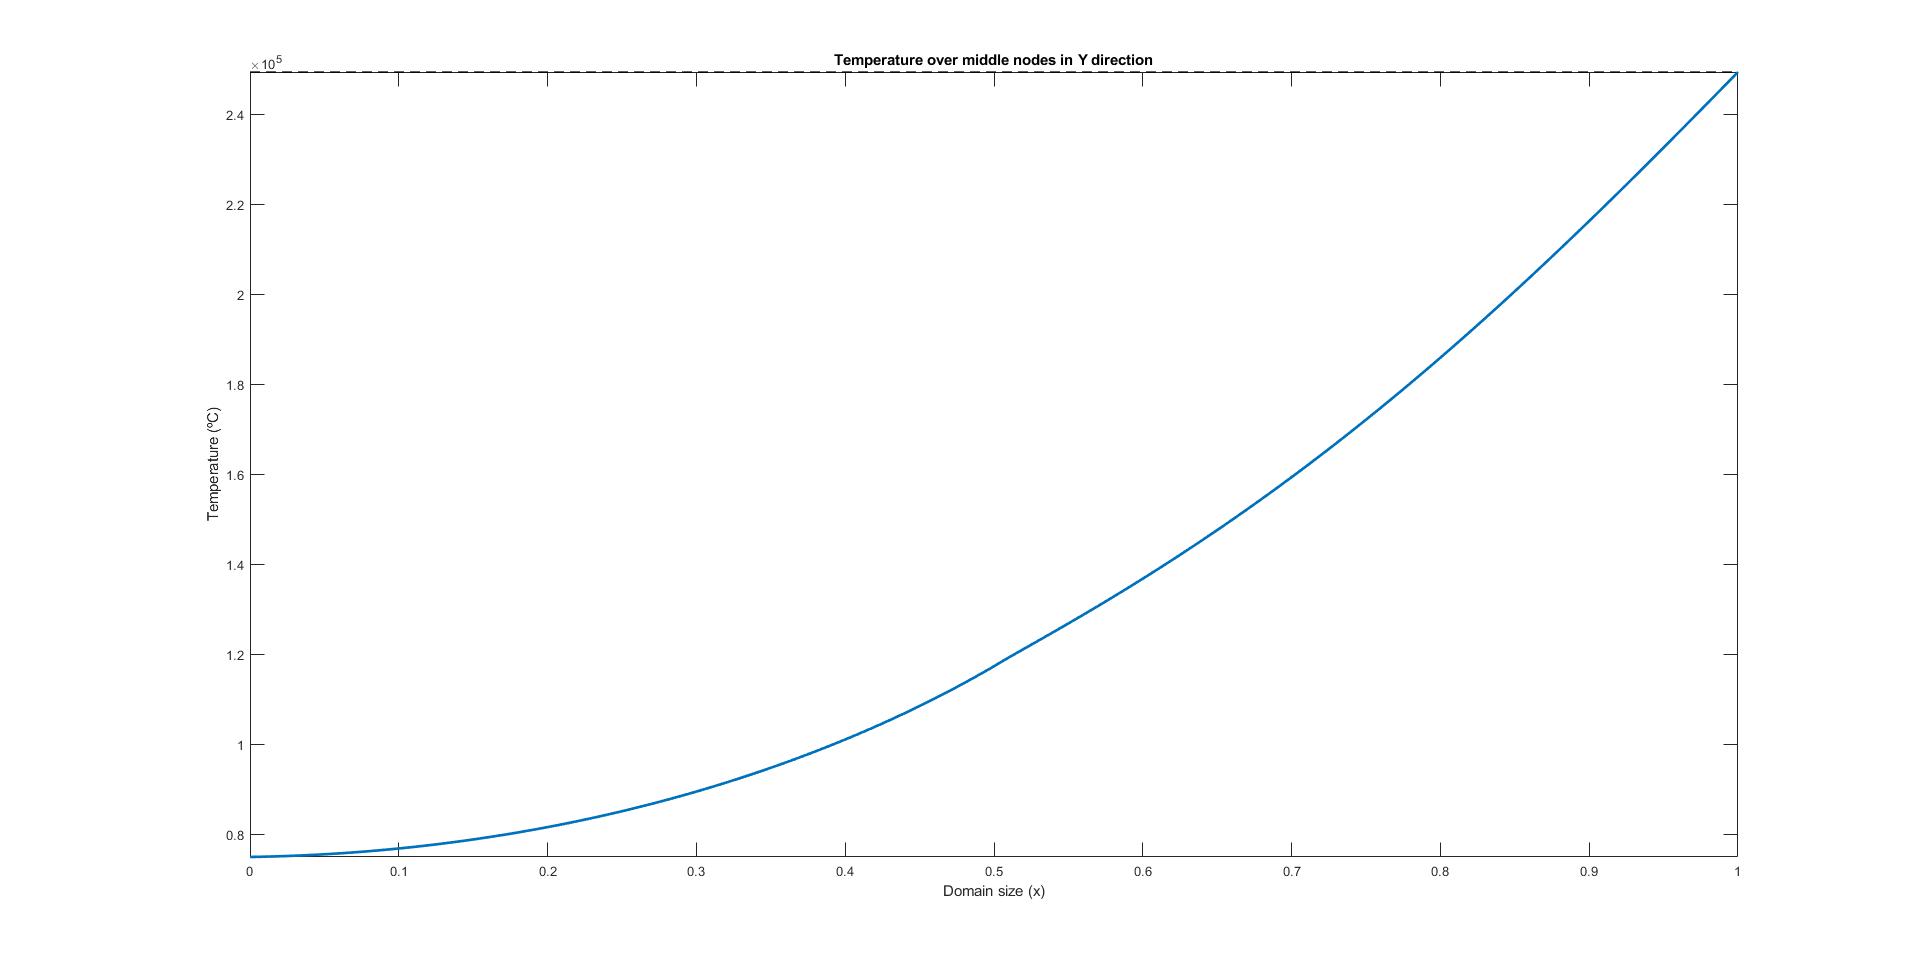 Temperature over middle nodes in Y direction
×10^5
2.4
2.2
2
1.8
1.6
1.4
1.2
1
0.8
Temperature (ºC)
0 0.1 0.2 0.3 0.4 0.5 0.6 0.7 0.8 0.9 1
Domain size (x)